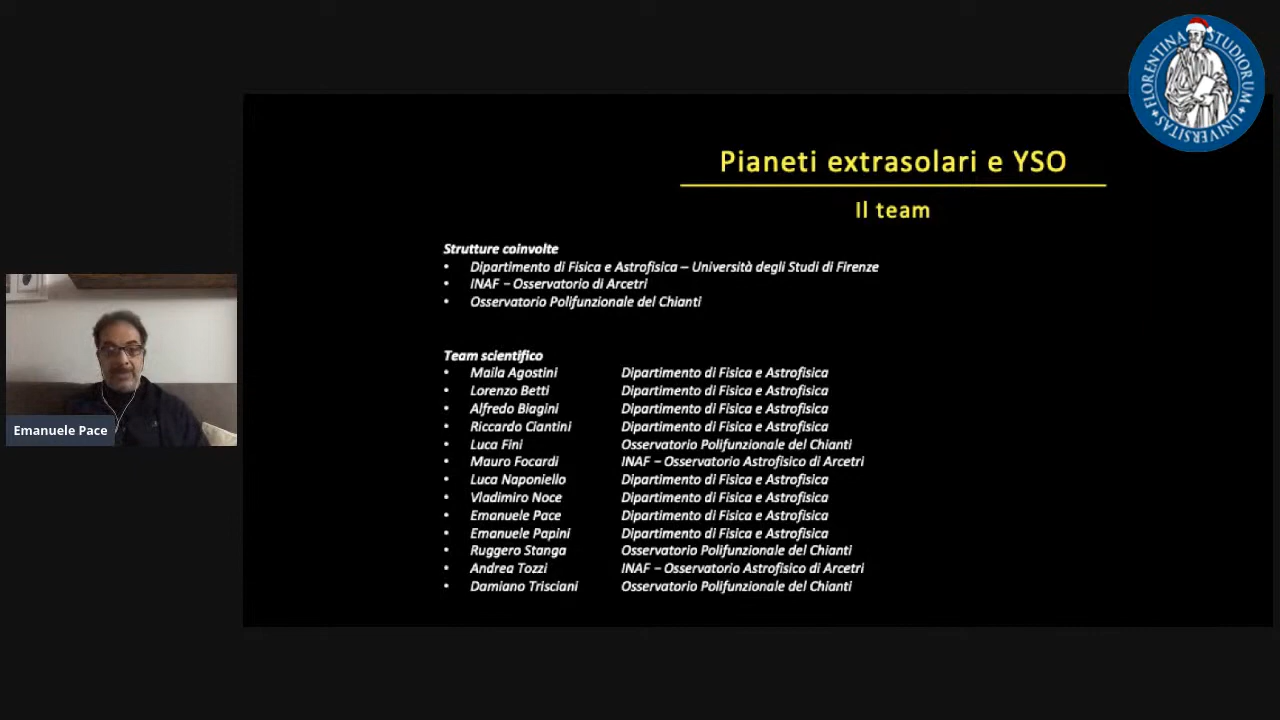 FLORENTINA STUDIORUM UNIVERSITAS
Pianeti extrasolari e YSO
Il team
Strutture coinvolte
• Dipartimento di Fisica e Astrofisica – Università degli Studi di Firenze
• INAF – Osservatorio di Arcetri
• Osservatorio Polifunzionale del Chianti
Team scientifico
• Maila Agostini Dipartimento di Fisica e Astrofisica
• Lorenzo Betti Dipartimento di Fisica e Astrofisica
• Alfredo Biagini Dipartimento di Fisica e Astrofisica
• Riccardo Ciantini Dipartimento di Fisica e Astrofisica
• Luca Fini Osservatorio Polifunzionale del Chianti
• Mauro Focardi INAF – Osservatorio Astrofisico di Arcetri
• Luca Naponiello Dipartimento di Fisica e Astrofisica
• Vladimiro Noce Dipartimento di Fisica e Astrofisica
• Emanuele Pace Dipartimento di Fisica e Astrofisica
• Emanuele Papini Dipartimento di Fisica e Astrofisica
• Ruggero Stanga Osservatorio Polifunzionale del Chianti
• Andrea Tozzi INAF – Osservatorio Astrofisico di Arcetri
• Damiano Trisciani Osservatorio Polifunzionale del Chianti
Emanuele Pace